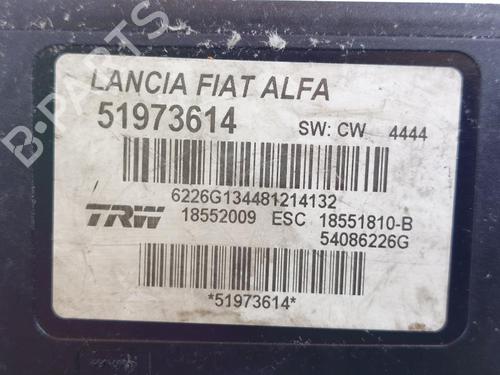 B-PARTS
LANCIA FIAT ALFA
51973614 SW: CW 4444
6226G134481214132
TRW 18552009 ESC 18551810-B
54086226G
*51973614*